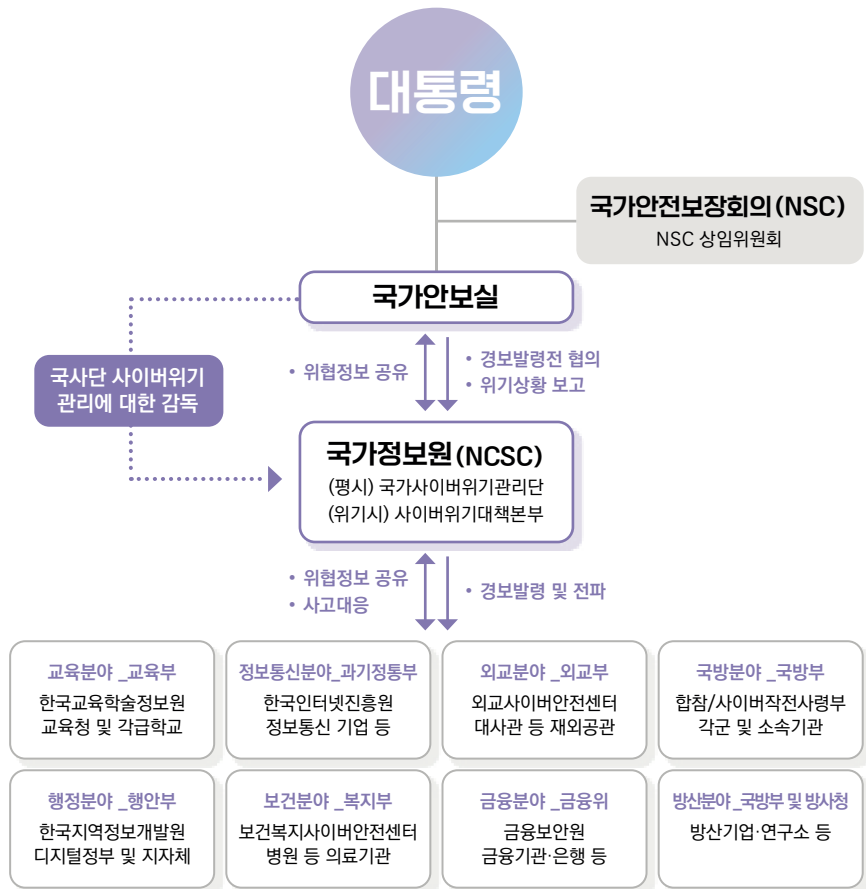 대통령
국가안전보장회의(NSC)
NSC 상임위원회
국가안보실
국사단 사이버위기
관리에 대한 감독
• 위협정보 공유
• 경보발령전 협의
• 위기상황 보고
국가정보원(NCSC)
(평시) 국가사이버위기관리단
(위기시) 사이버위기대책본부
• 위협정보 공유
• 사고대응
• 경보발령 및 전파
교육분야 _교육부
한국교육학술정보원
교육청 및 각급학교
정보통신분야_과기정통부
한국인터넷진흥원
정보통신 기업 등
외교분야 _외교부
외교사이버안전센터
대사관 등 재외공관
국방분야 _국방부
합참/사이버작전사령부
각군 및 소속기관
행정분야 _행안부
한국지역정보개발원
디지털정부 및 지자체
보건분야 _복지부
보건복지사이버안전센터
병원 등 의료기관
금융분야 _금융위
금융보안원
금융기관·은행 등
방산분야 _국방부 및 방사청
방산기업·연구소 등